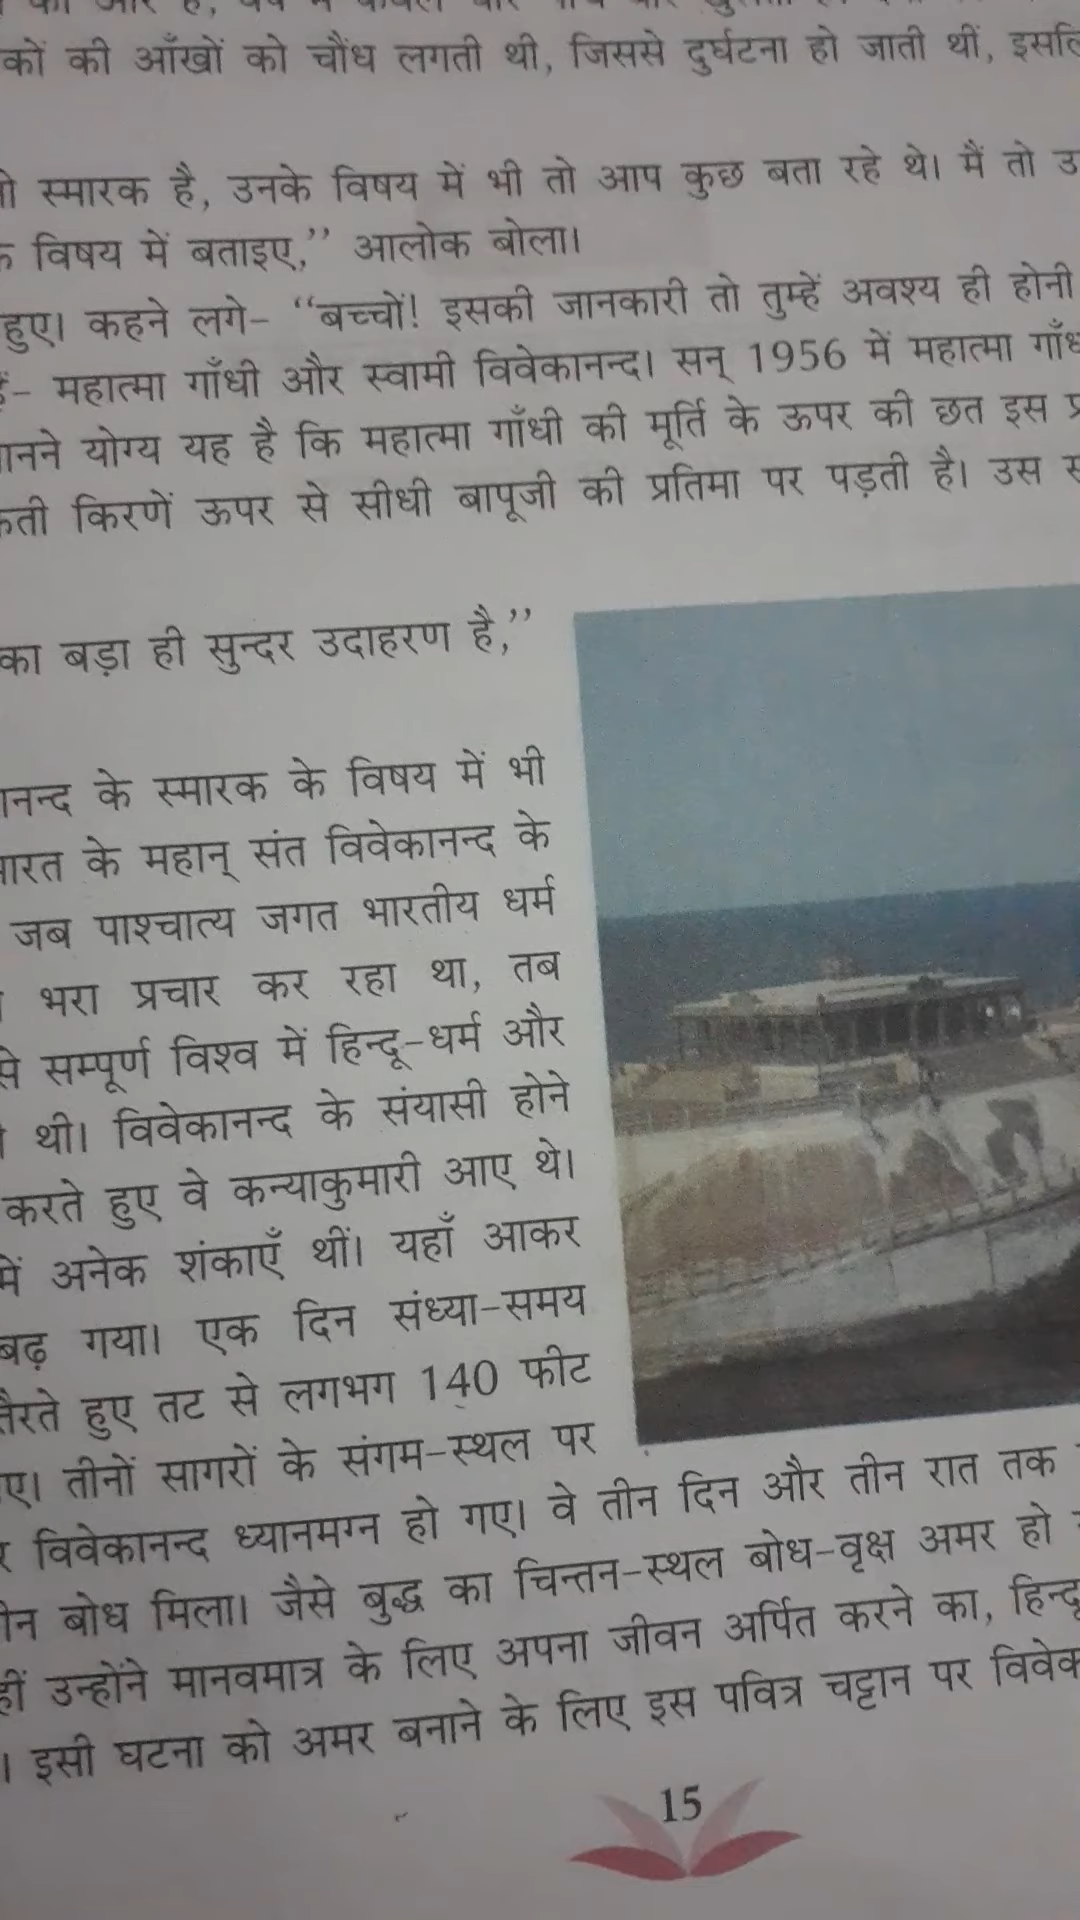 की आँखों को चौंध लगती थी, जिससे दुर्घटना हो जाती थीं,
स्मारक है, उनके विषय में भी तो आप कुछ बता रहे थे। मैं तो
विषय में बताइए,” आलोक बोला।
हुए। कहने लगे– “बच्चों! इसकी जानकारी तो तुम्हें अवश्य ही होनी
– महात्मा गाँधी और स्वामी विवेकानन्द। सन् 1956 में महात्मा
योग्य यह है कि महात्मा गाँधी की मूर्ति के ऊपर की छत इस
किरणें ऊपर से सीधी बापूजी की प्रतिमा पर पड़ती है। उस
का बड़ा ही सुन्दर उदाहरण है,”
के स्मारक के विषय में भी
के महान् संत विवेकानन्द के
जब पाश्चात्य जगत भारतीय धर्म
भरा प्रचार कर रहा था, तब
सम्पूर्ण विश्व में हिन्दू-धर्म और
थी। विवेकानन्द के संयासी होने
करते हुए वे कन्याकुमारी आए थे।
में अनेक शंकाएँ थीं। यहाँ आकर
बढ़ गया। एक दिन संध्या-समय
हुए तट से लगभग 140 फीट
तीनों सागरों के संगम-स्थल पर
विवेकानन्द ध्यानमग्न हो गए। वे तीन दिन और तीन रात तक
बोध मिला। जैसे बुद्ध का चिन्तन-स्थल बोध-वृक्ष अमर हो
उन्होंने मानवमात्र के लिए अपना जीवन अर्पित करने का,
। इसी घटना को अमर बनाने के लिए इस पवित्र चट्टान पर
15